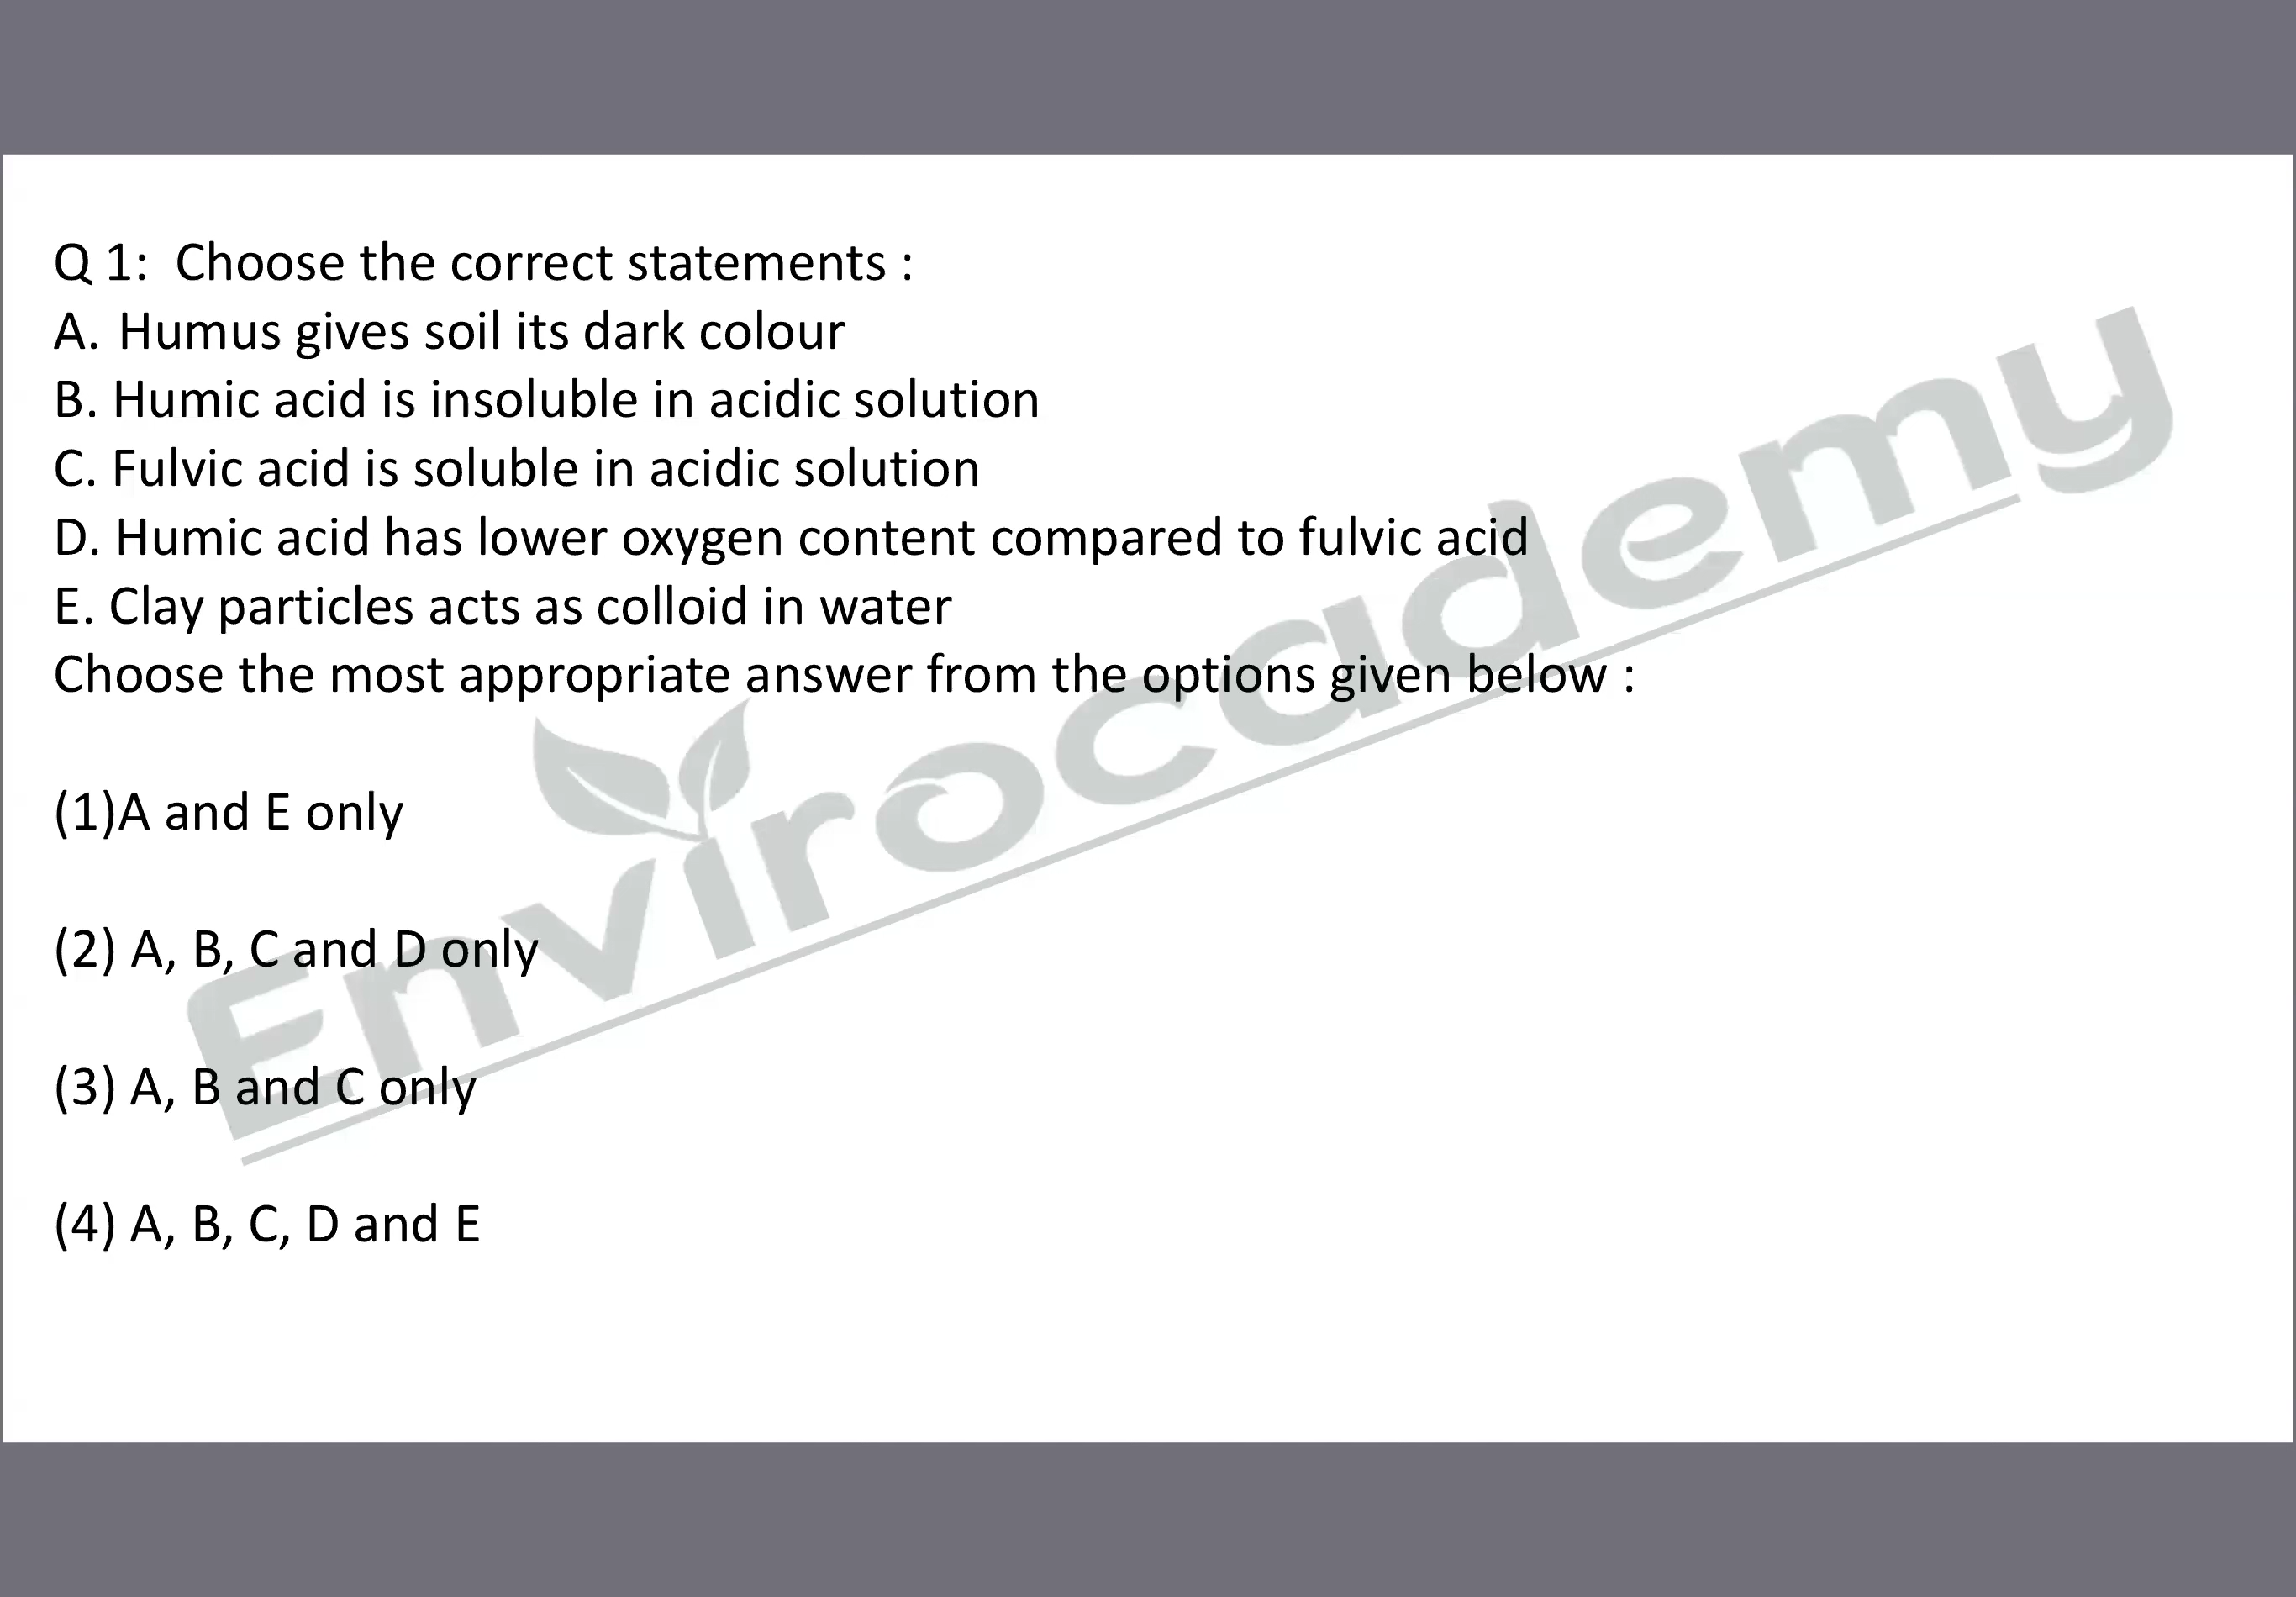 Q 1: Choose the correct statements :
A. Humus gives soil its dark colour
B. Humic acid is insoluble in acidic solution
C. Fulvic acid is soluble in acidic solution
D. Humic acid has lower oxygen content compared to fulvic acid
E. Clay particles acts as colloid in water
Choose the most appropriate answer from the options given below :
(1)A and E only
(2) A, B, C and D only
(3) A, B and C only
(4) A, B, C, D and E
Envirocademy